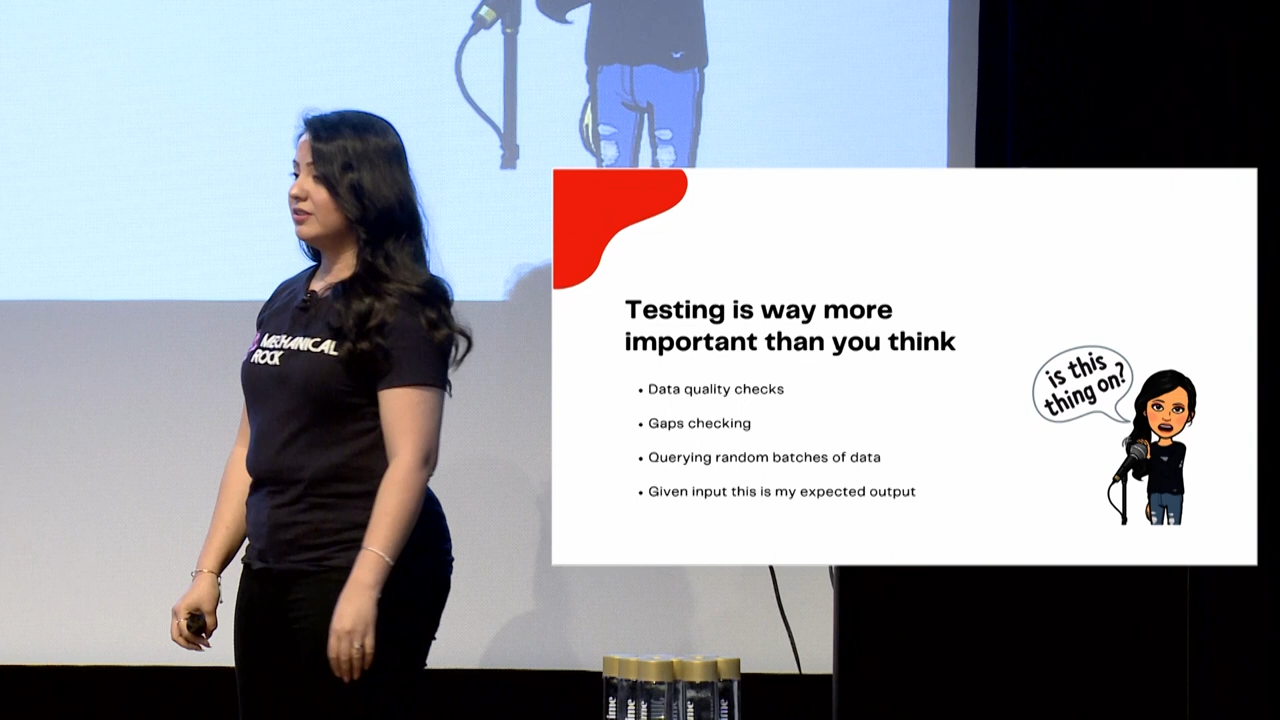 MECHANICAL
ROCK
Testing is way more
important than you think
• Data quality checks
• Gaps checking
• Querying random batches of data
• Given input this is my expected output
is this
thing on?